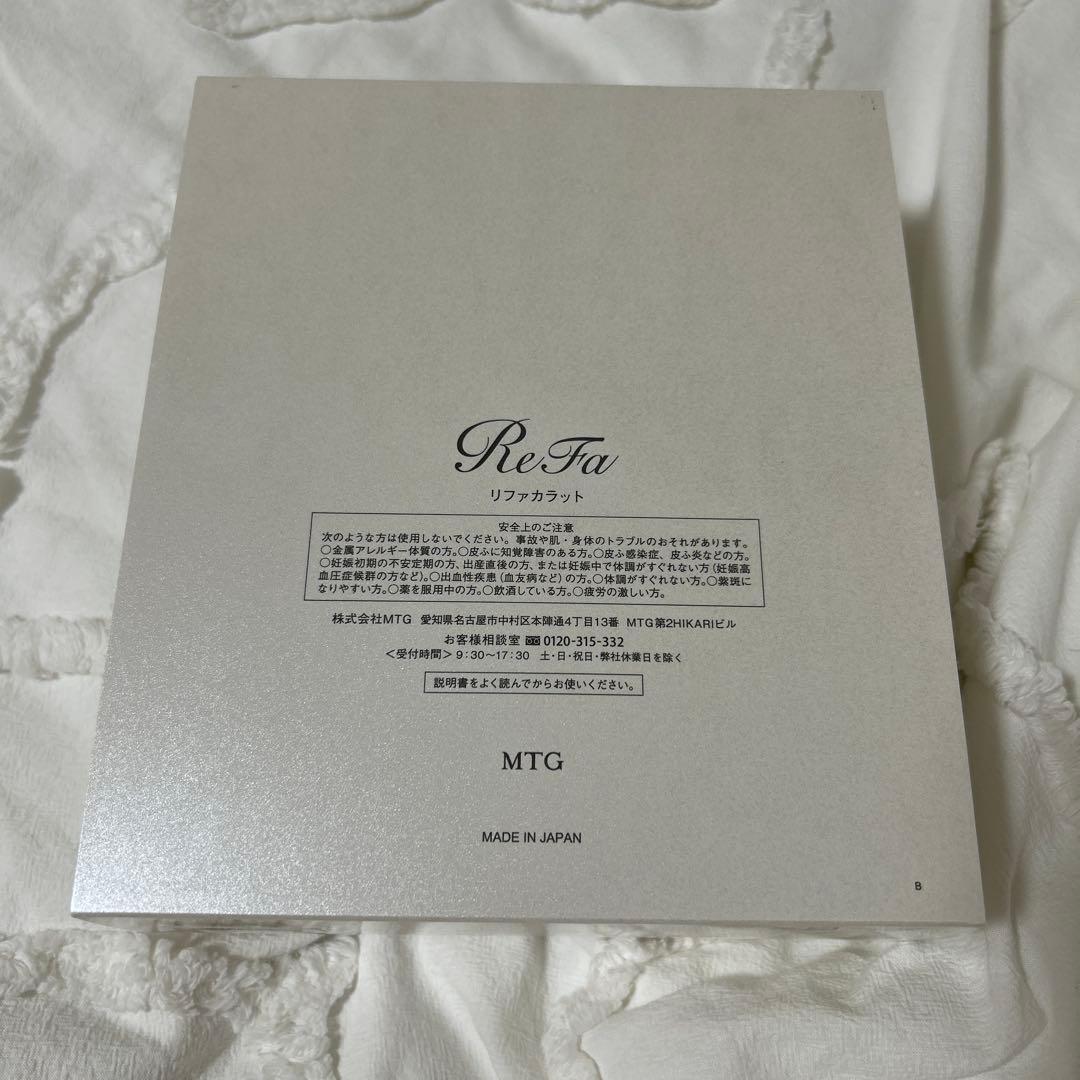 ReFa
リファカラット
安全上のご注意
次のような方は使用しないでください。事故や肌・身体のトラブルのおそれがあります。
○金属アレルギー体質の方。○皮ふに知覚障害のある方。○皮ふ感染症、皮ふ炎などの方。
○妊娠初期の不安定期の方、出産直後の方、または妊娠中で体調がすぐれない方（妊娠高
血圧症候群の方など）。○出血性疾患（血友病など）の方。○体調がすぐれない方。○紫斑に
なりやすい方。○薬を服用中の方。○飲酒している方。○疲労の激しい方。
株式会社MTG 愛知県名古屋市中村区本陣通4丁目13番 MTG第2HIKARIビル
お客様相談室 0120-315-332
＜受付時間＞9:30～17:30 土・日・祝日・弊社休業日を除く
説明書をよく読んでからお使いください。
MTG
MADE IN JAPAN
B